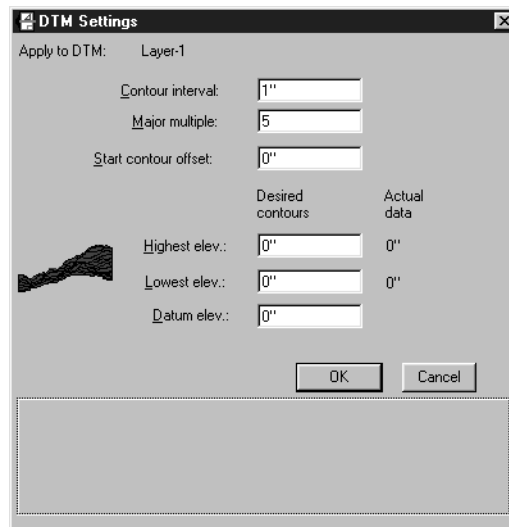 DTM Settings
Apply to DTM: Layer-1
Contour interval: 1"
Major multiple: 5
Start contour offset: 0"
Desired contours Actual data
Highest elev.: 0" 0"
Lowest elev.: 0" 0"
Datum elev.: 0"
OK Cancel